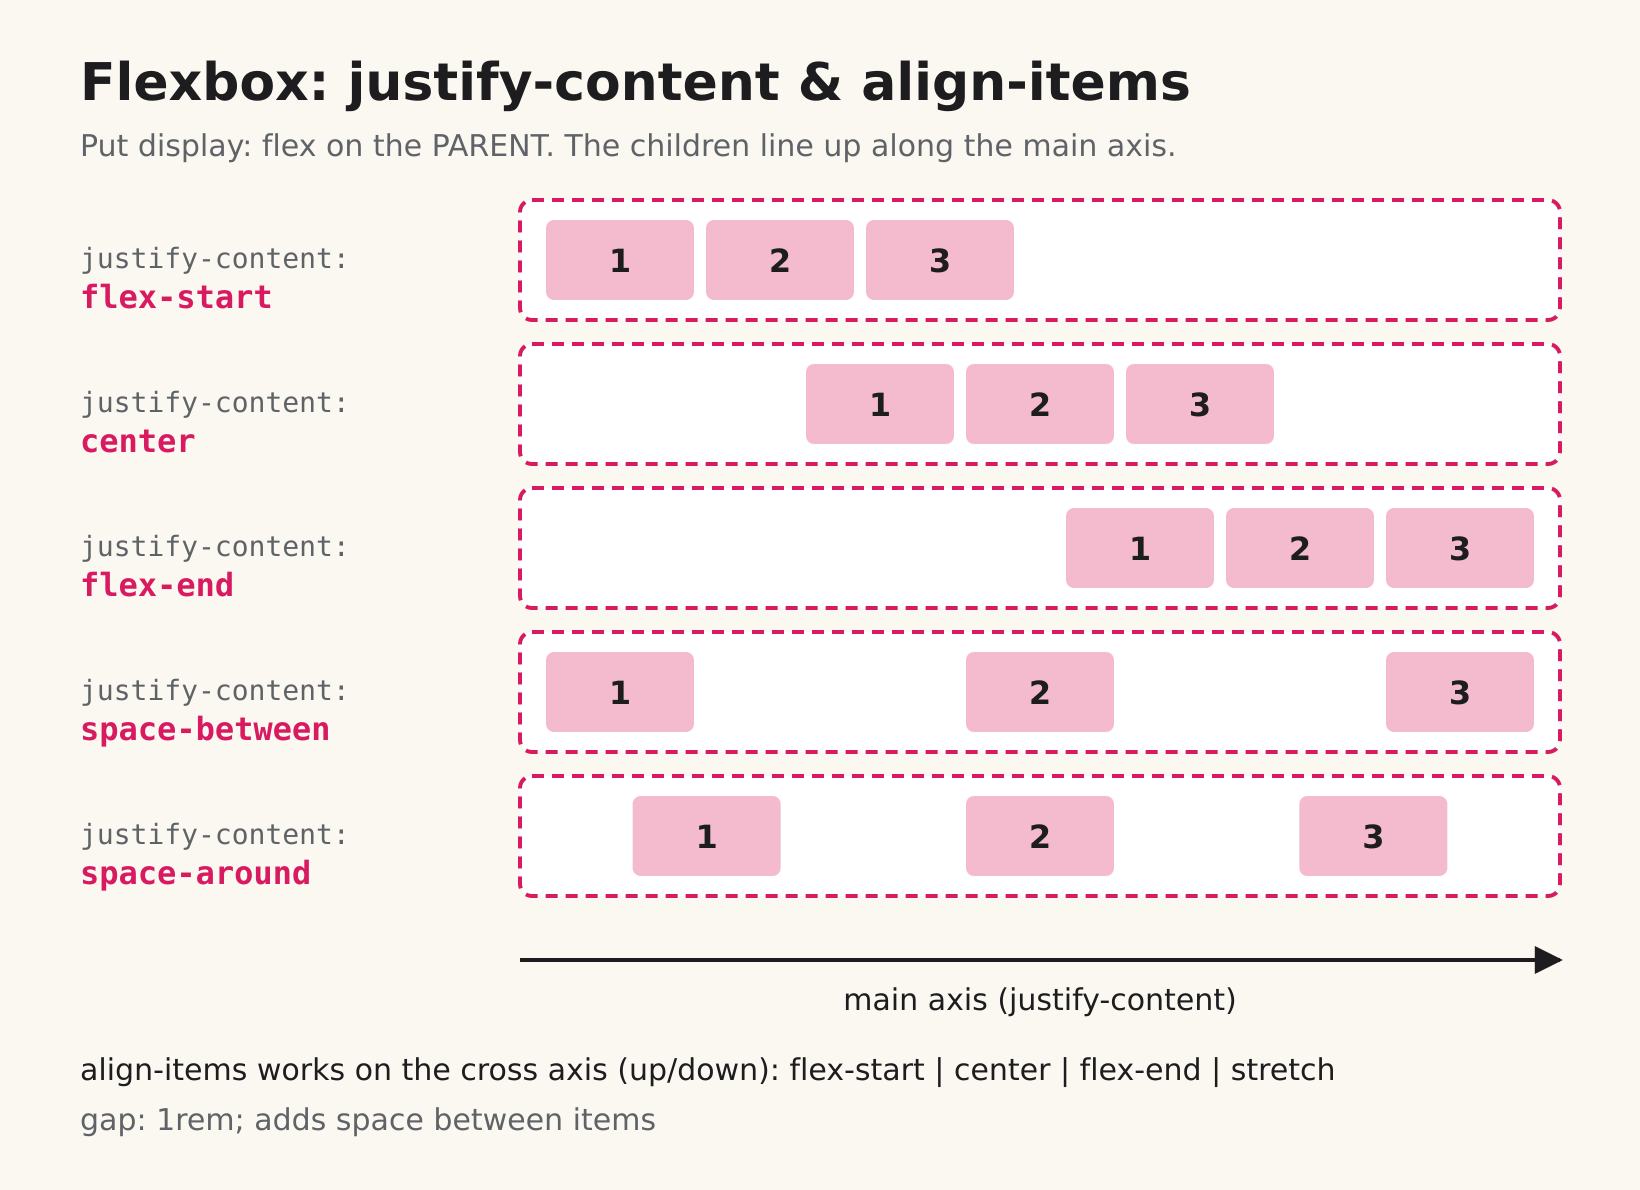 Flexbox: justify-content & align-items
Put display: flex on the PARENT. The children line up along the main axis.
justify-content:
flex-start
1 2 3
justify-content:
center
1 2 3
justify-content:
flex-end
1 2 3
justify-content:
space-between
1 2 3
justify-content:
space-around
1 2 3
main axis (justify-content)
align-items works on the cross axis (up/down): flex-start | center | flex-end | stretch
gap: 1rem; adds space between items